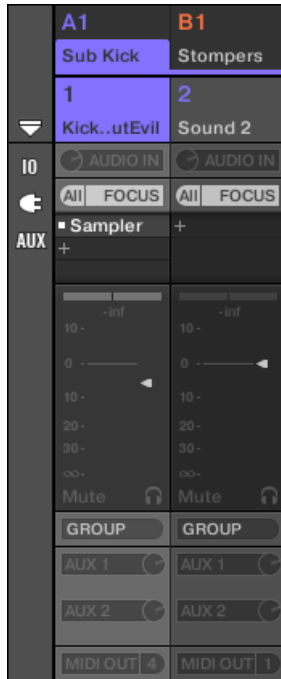 A1 B1
Sub Kick Stompers
1 2
Kick..utEvil Sound 2
IO AUDIO IN AUDIO IN
All FOCUS All FOCUS
AUX Sampler +
+
-inf -inf
10 - 10 -
0 - 0 -
10 - 10 -
20 - 20 -
30 - 30 -
∞- ∞-
Mute Mute
GROUP GROUP
AUX 1 AUX 1
AUX 2 AUX 2
MIDI OUT 4 MIDI OUT 1